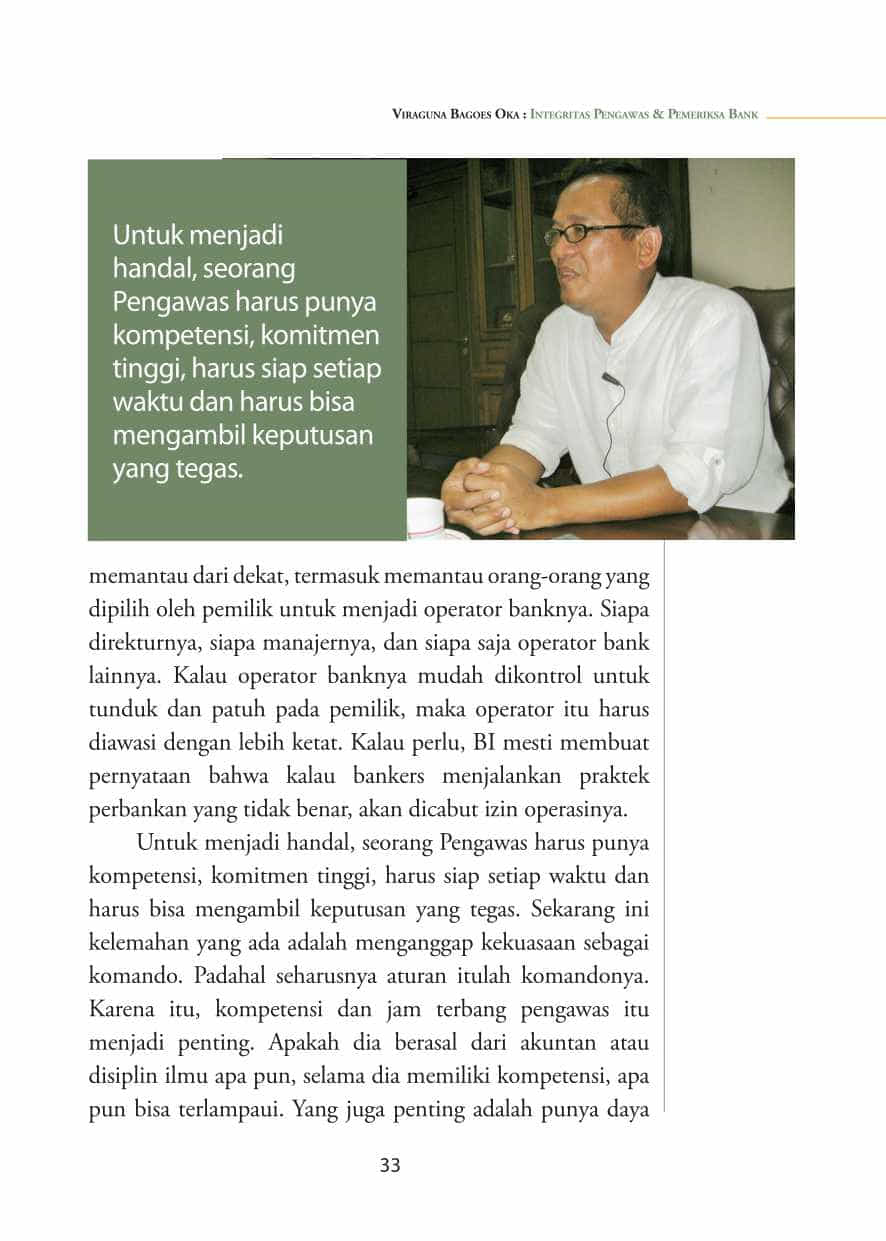 Viraguna Bagoes Oka : Integritas Pengawas & Pemeriksa Bank
Untuk menjadi
handal, seorang
Pengawas harus punya
kompetensi, komitmen
tinggi, harus siap setiap
waktu dan harus bisa
mengambil keputusan
yang tegas.
memantau dari dekat, termasuk memantau orang-orang yang
dipilih oleh pemilik untuk menjadi operator banknya. Siapa
direkturnya, siapa manajernya, dan siapa saja operator bank
lainnya. Kalau operator banknya mudah dikontrol untuk
tunduk dan patuh pada pemilik, maka operator itu harus
diawasi dengan lebih ketat. Kalau perlu, BI mesti membuat
pernyataan bahwa kalau bankers menjalankan praktek
perbankan yang tidak benar, akan dicabut izin operasinya.
Untuk menjadi handal, seorang Pengawas harus punya
kompetensi, komitmen tinggi, harus siap setiap waktu dan
harus bisa mengambil keputusan yang tegas. Sekarang ini
kelemahan yang ada adalah menganggap kekuasaan sebagai
komando. Padahal seharusnya aturan itulah komandonya.
Karena itu, kompetensi dan jam terbang pengawas itu
menjadi penting. Apakah dia berasal dari akuntan atau
disiplin ilmu apa pun, selama dia memiliki kompetensi, apa
pun bisa terlampaui. Yang juga penting adalah punya daya
33